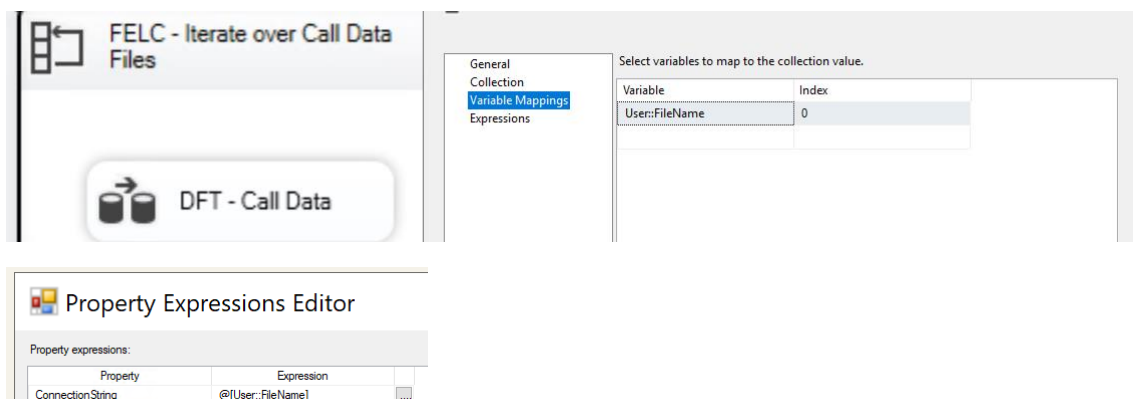 FELC - Iterate over Call Data
Files
DFT - Call Data
General
Collection
Variable Mappings
Expressions
Select variables to map to the collection value.
Variable Index
User::FileName 0
Property Expressions Editor
Property expressions:
Property Expression
ConnectionString @[User::FileName] ...